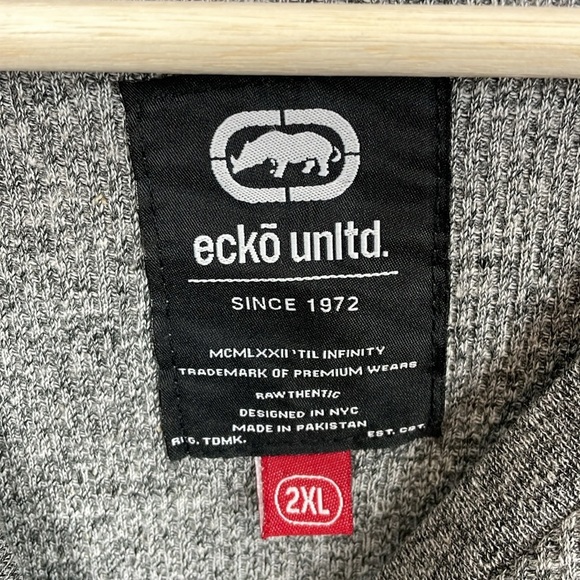 eckō unltd.
SINCE 1972
MCMLXXII 'TIL INFINITY
TRADEMARK OF PREMIUM WEARS
RAWTHENTIC
DESIGNED IN NYC
MADE IN PAKISTAN
REG. TDMK. EST. CST.
2XL